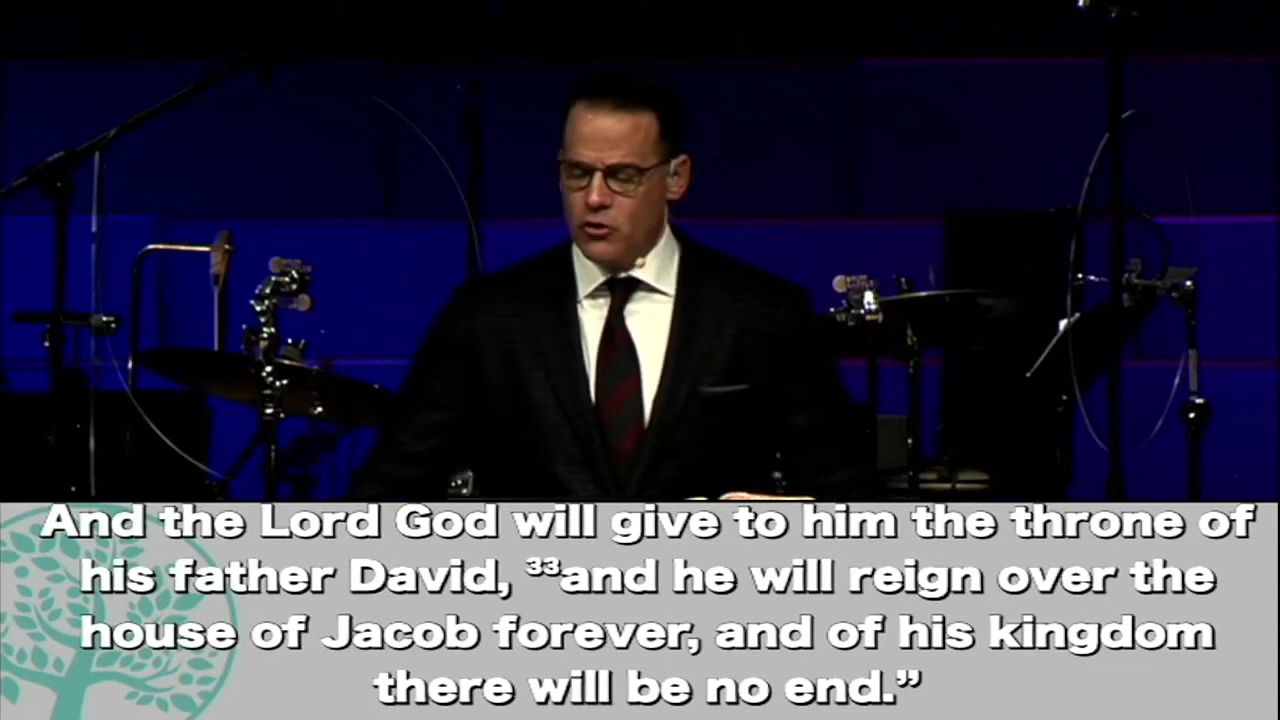 And the Lord God will give to him the throne of
his father David, ³³and he will reign over the
house of Jacob forever, and of his kingdom
there will be no end.”